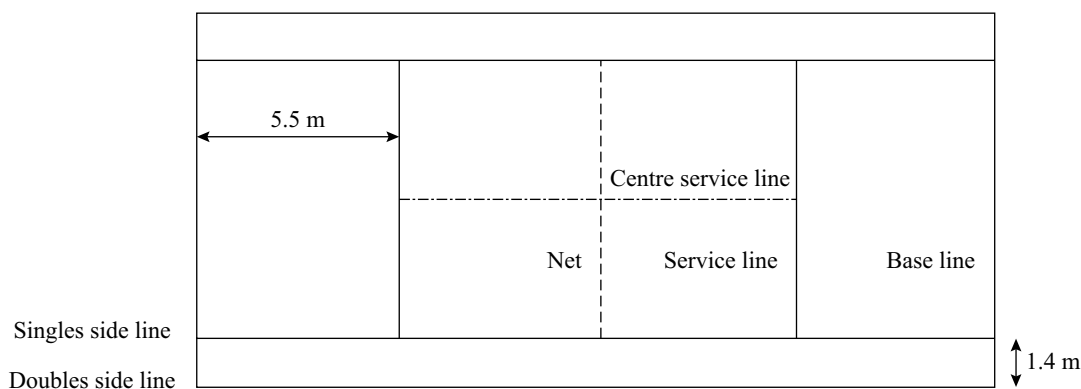 5.5 m
Centre service line
Net
Service line
Base line
Singles side line
1.4 m
Doubles side line